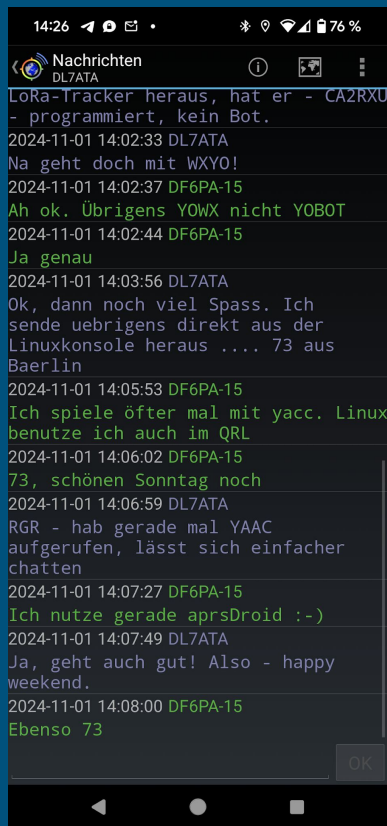 14:26 76 %
Nachrichten
DL7ATA
LoRa-Tracker heraus, hat er - CA2RXU
- programmiert, kein Bot.
2024-11-01 14:02:33 DL7ATA
Na geht doch mit WXYO!
2024-11-01 14:02:37 DF6PA-15
Ah ok. Übrigens YOWX nicht YOBOT
2024-11-01 14:02:44 DF6PA-15
Ja genau
2024-11-01 14:03:56 DL7ATA
Ok, dann noch viel Spass. Ich
sende uebrigens direkt aus der
Linuxkonsole heraus .... 73 aus
Baerlin
2024-11-01 14:05:53 DF6PA-15
Ich spiele öfter mal mit yacc. Linux
benutze ich auch im QRL
2024-11-01 14:06:02 DF6PA-15
73, schönen Sonntag noch
2024-11-01 14:06:59 DL7ATA
RGR - hab gerade mal YAAC
aufgerufen, lässt sich einfacher
chatten
2024-11-01 14:07:27 DF6PA-15
Ich nutze gerade aprsDroid :-)
2024-11-01 14:07:49 DL7ATA
Ja, geht auch gut! Also - happy
weekend.
2024-11-01 14:08:00 DF6PA-15
Ebenso 73
OK